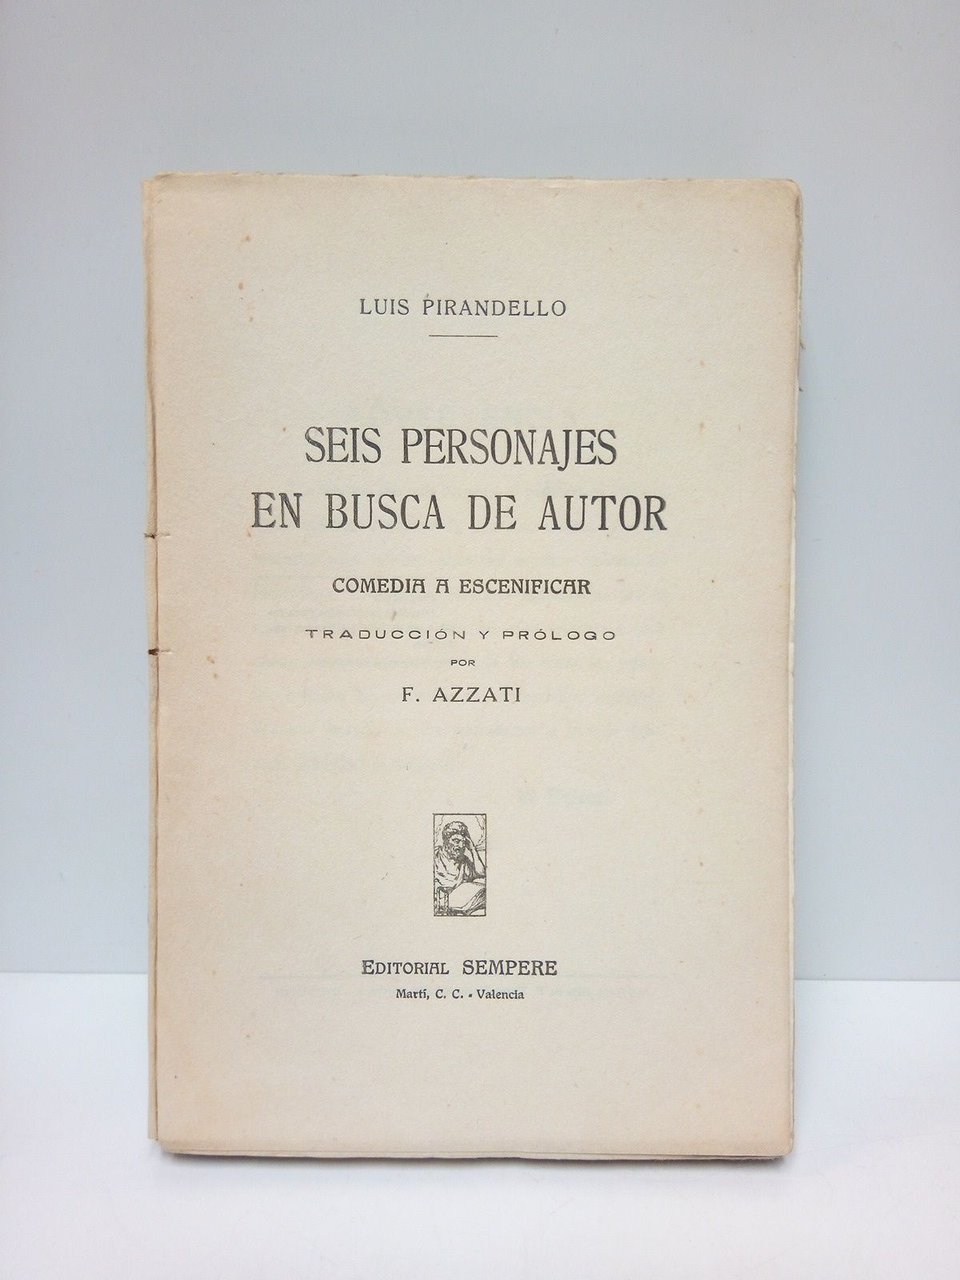 LUIS PIRANDELLO
SEIS PERSONAJES
EN BUSCA DE AUTOR
COMEDIA A ESCENIFICAR
TRADUCCIÓN Y PRÓLOGO
POR
F. AZZATI
EDITORIAL SEMPERE
Martí, C. C. - Valencia